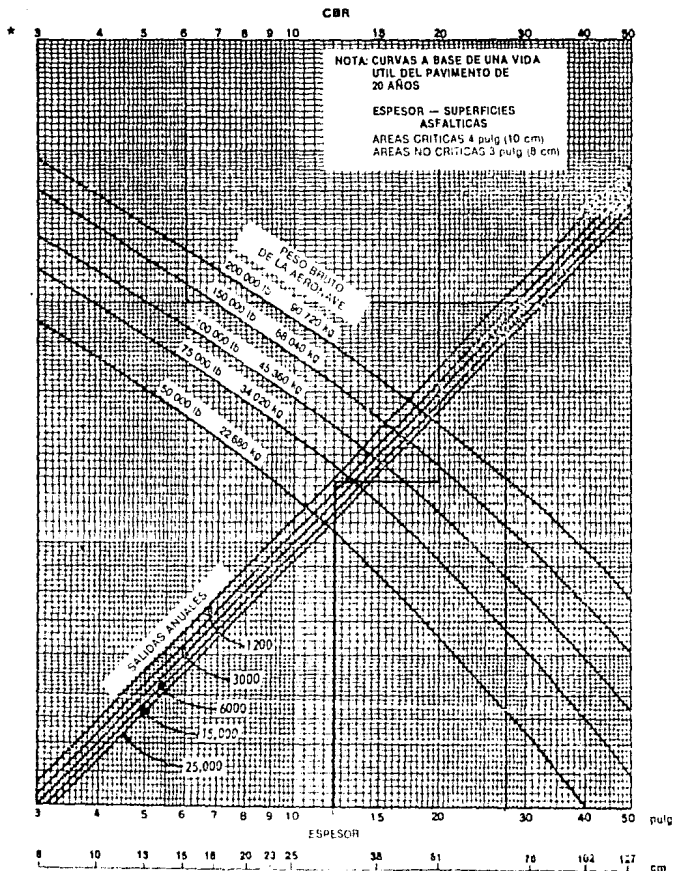 CBR
*
3 4 5 6 7 8 9 10 15 20 30 40 50
NOTA: CURVAS A BASE DE UNA VIDA
UTIL DEL PAVIMENTO DE
20 AÑOS
ESPESOR — SUPERFICIES
ASFALTICAS
AREAS CRITICAS 4 pulg (10 cm)
AREAS NO CRITICAS 3 pulg (8 cm)
PESO BRUTO
DE LA AERONAVE
200 000 lb 90 720 kg
150 000 lb 68 040 kg
100 000 lb 45 360 kg
75 000 lb 34 020 kg
50 000 lb 22 680 kg
SALIDAS ANUALES
1200
3000
6000
15,000
25,000
3 4 5 6 7 8 9 10 15 20 30 40 50 pulg
ESPESOR
8 10 13 15 18 20 23 25 38 51 76 102 127
cm